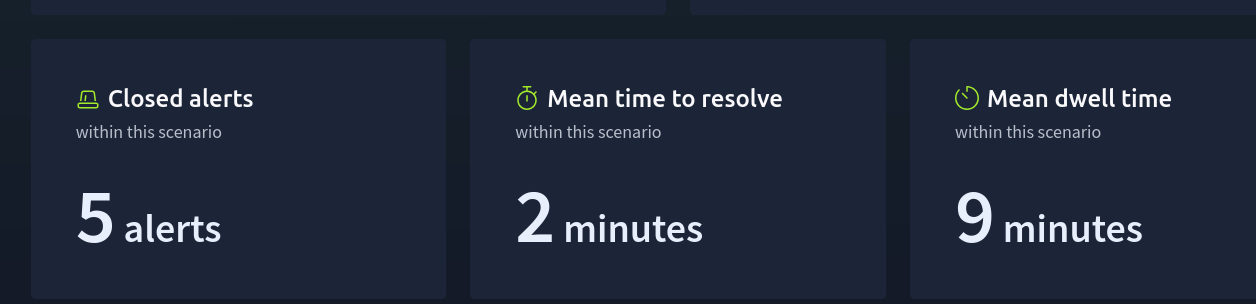 Closed alerts
within this scenario
5 alerts
Mean time to resolve
within this scenario
2 minutes
Mean dwell time
within this scenario
9 minutes